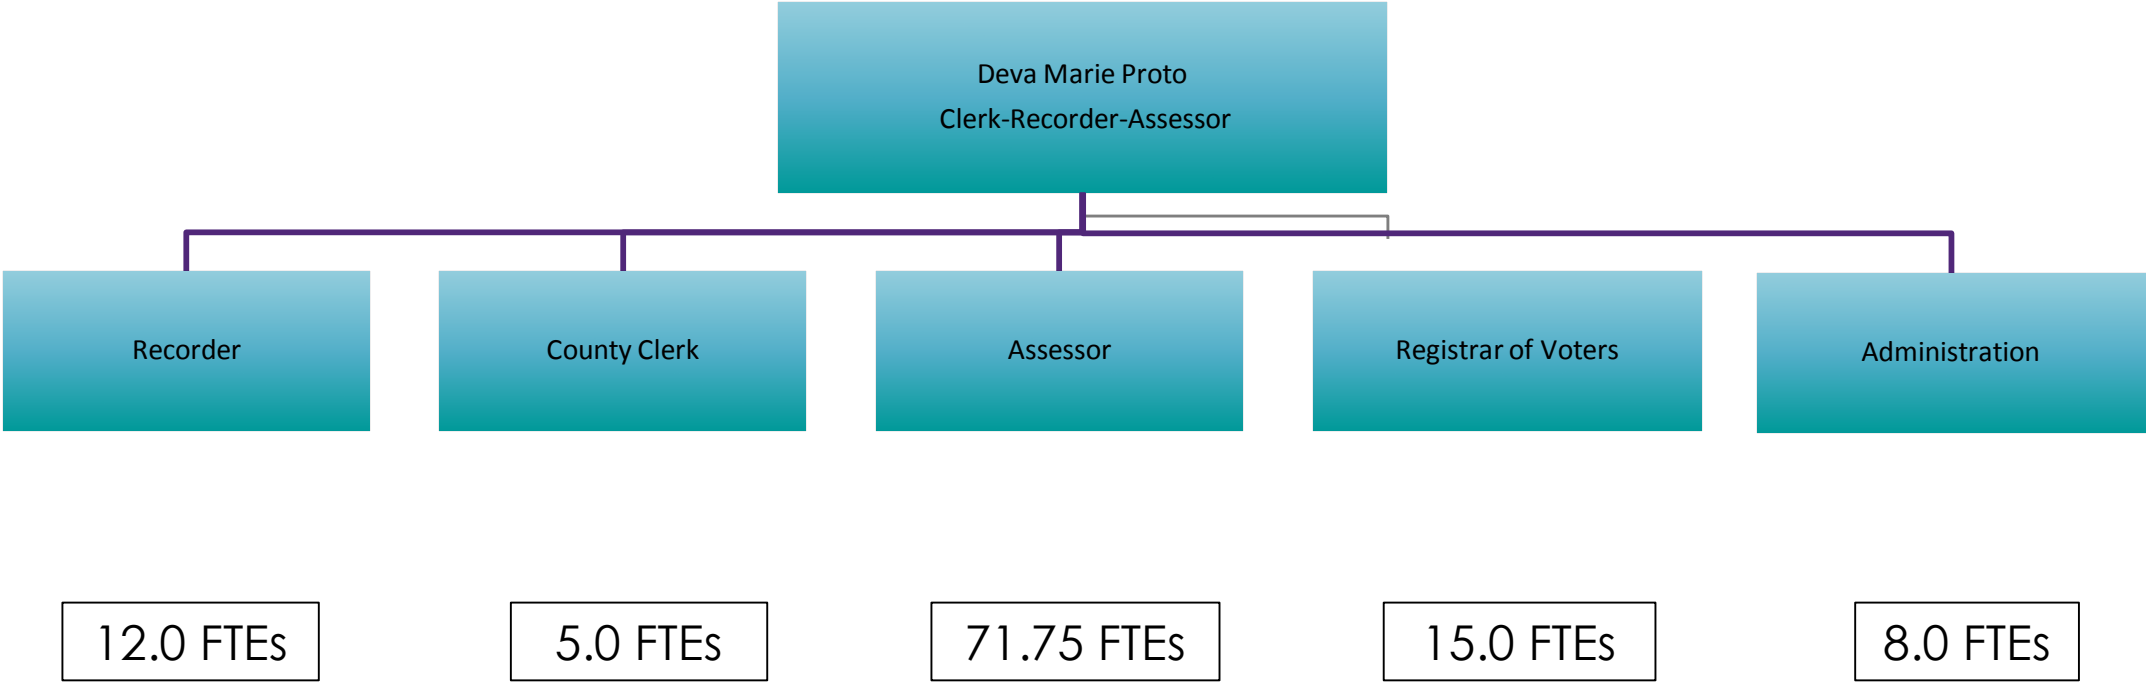 Deva Marie Proto
Clerk-Recorder-Assessor
Recorder
County Clerk
Assessor
Registrar of Voters
Administration
12.0 FTEs
5.0 FTEs
71.75 FTEs
15.0 FTEs
8.0 FTEs